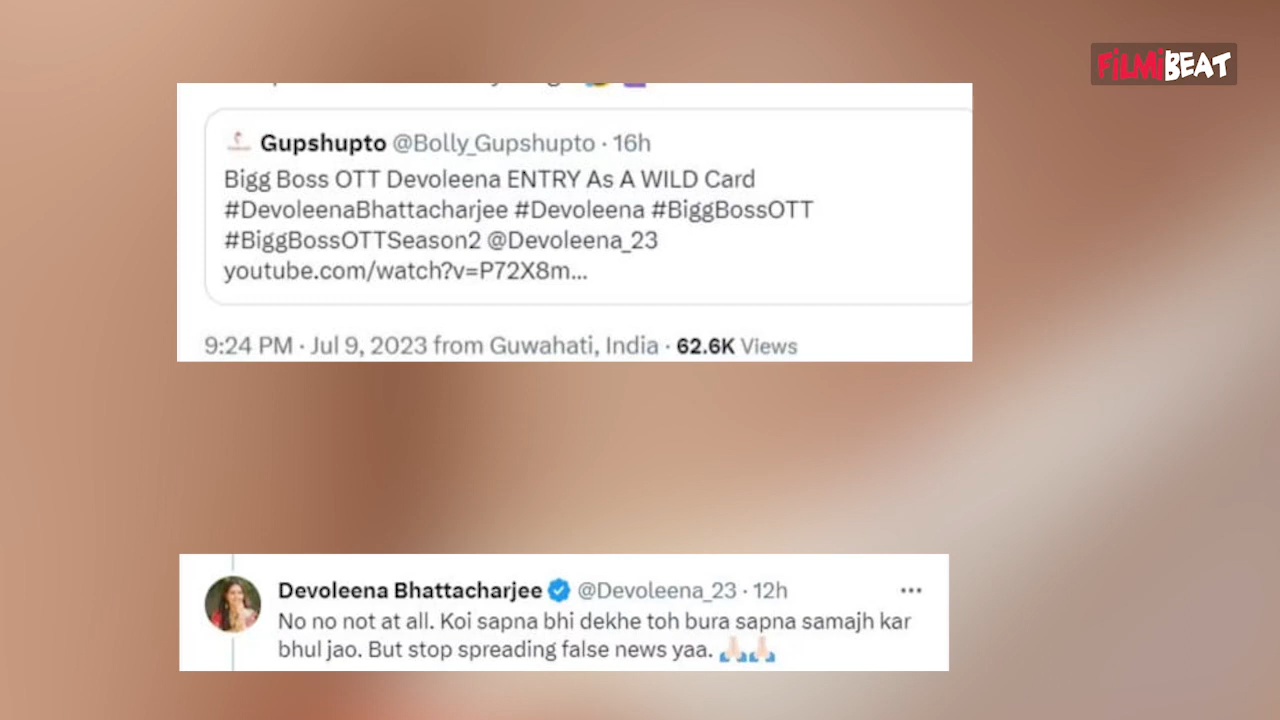 FILMIBEAT
Gupshupto @Bolly_Gupshupto · 16h
Bigg Boss OTT Devoleena ENTRY As A WILD Card
#DevoleenaBhattacharjee #Devoleena #BiggBossOTT
#BiggBossOTTSeason2 @Devoleena_23
youtube.com/watch?v=P72X8m...
9:24 PM · Jul 9, 2023 from Guwahati, India · 62.6K Views
Devoleena Bhattacharjee @Devoleena_23 · 12h
No no not at all. Koi sapna bhi dekhe toh bura sapna samajh kar
bhul jao. But stop spreading false news yaa. 🙏🏻🙏🏻